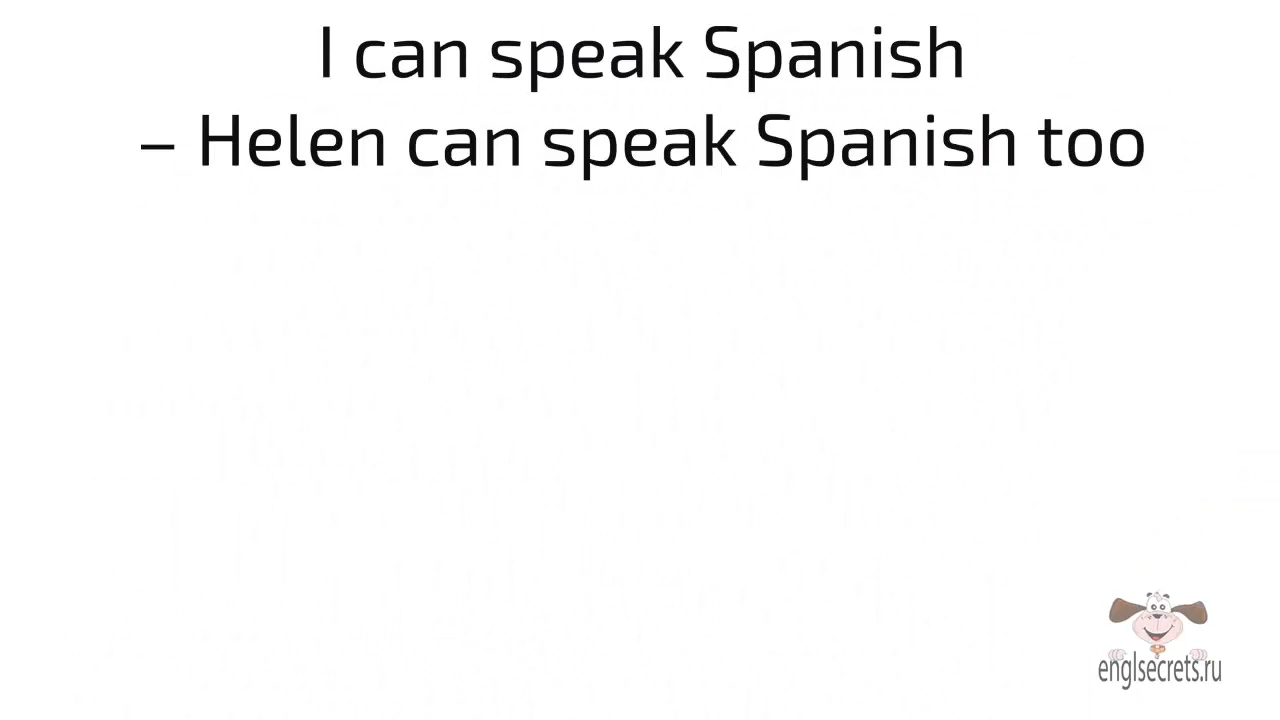 I can speak Spanish
– Helen can speak Spanish too
englsecrets.ru